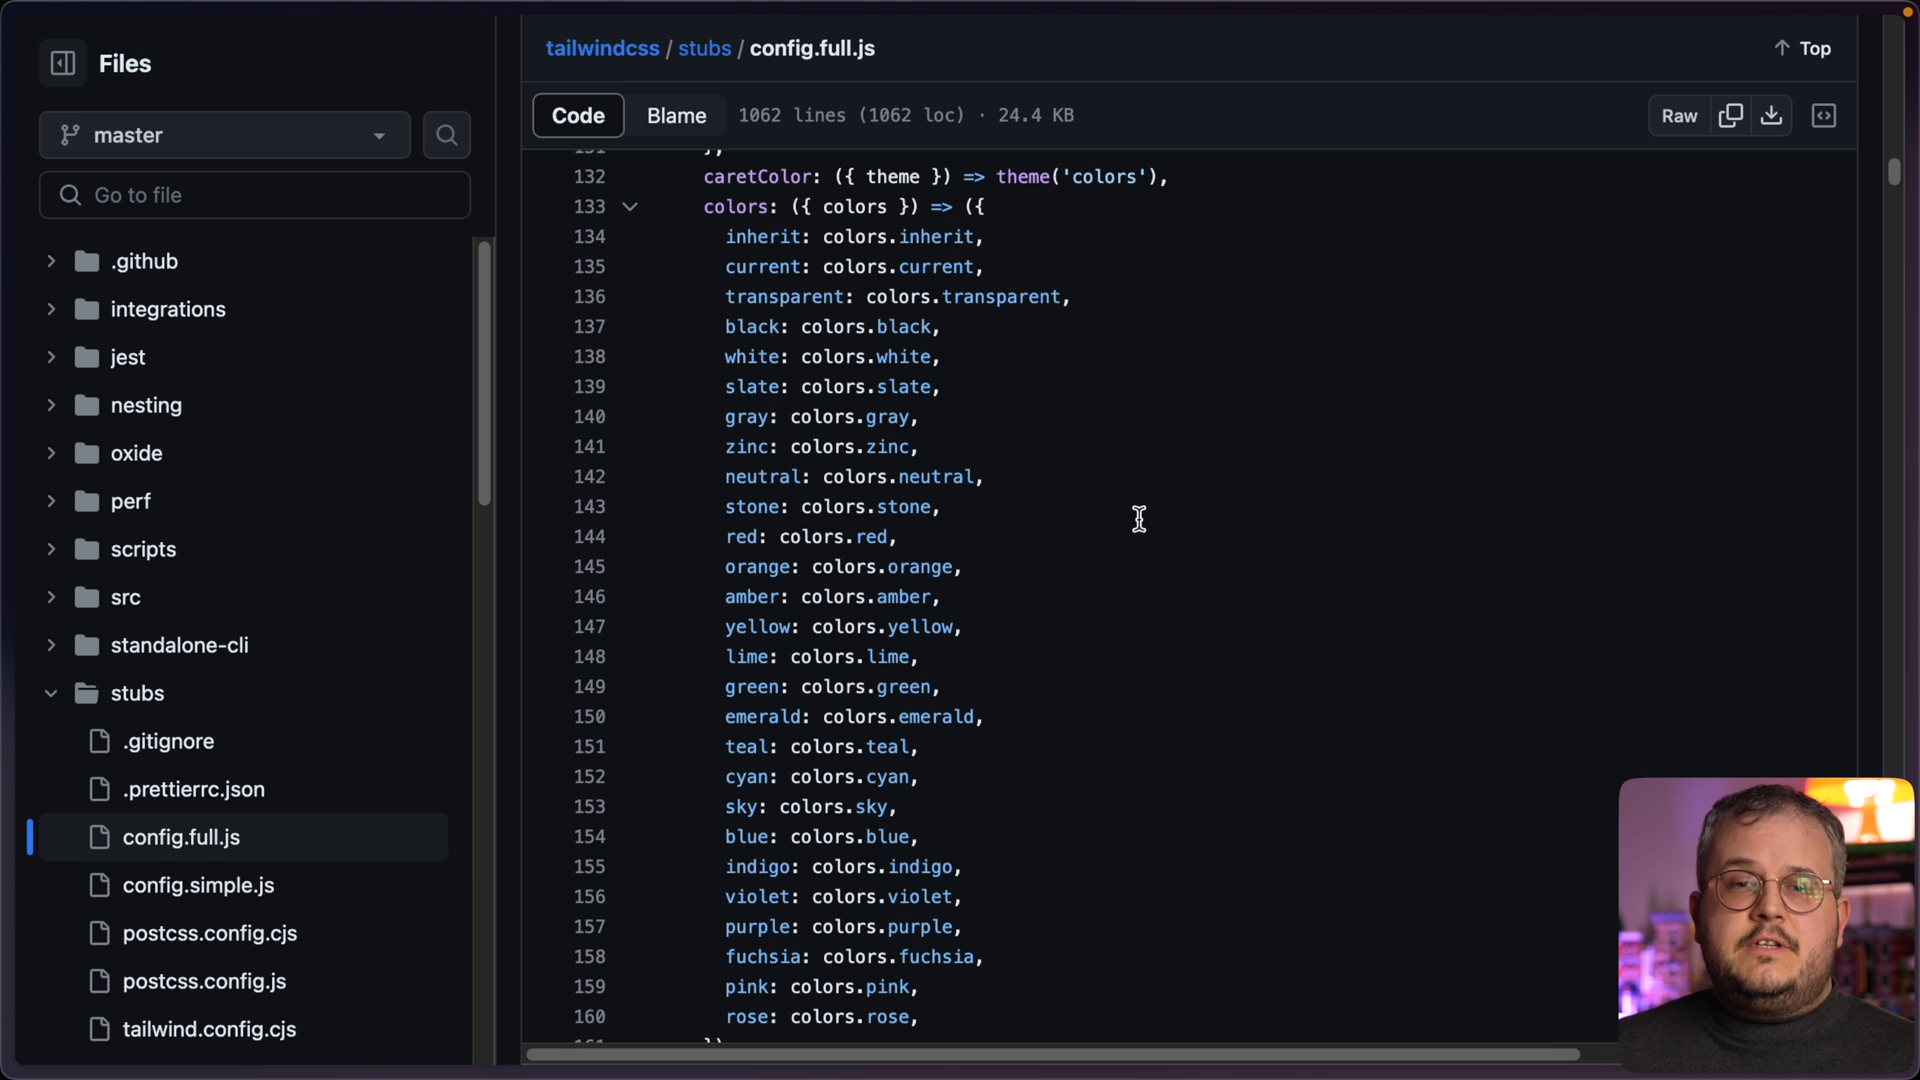 Files
master
Go to file
.github
integrations
jest
nesting
oxide
perf
scripts
src
standalone-cli
stubs
.gitignore
.prettierrc.json
config.full.js
config.simple.js
postcss.config.cjs
postcss.config.js
tailwind.config.cjs
tailwindcss / stubs / config.full.js
Top
Code Blame 1062 lines (1062 loc) · 24.4 KB
Raw
132 caretColor: ({ theme }) => theme('colors'),
133 colors: ({ colors }) => ({
134 inherit: colors.inherit,
135 current: colors.current,
136 transparent: colors.transparent,
137 black: colors.black,
138 white: colors.white,
139 slate: colors.slate,
140 gray: colors.gray,
141 zinc: colors.zinc,
142 neutral: colors.neutral,
143 stone: colors.stone,
144 red: colors.red,
145 orange: colors.orange,
146 amber: colors.amber,
147 yellow: colors.yellow,
148 lime: colors.lime,
149 green: colors.green,
150 emerald: colors.emerald,
151 teal: colors.teal,
152 cyan: colors.cyan,
153 sky: colors.sky,
154 blue: colors.blue,
155 indigo: colors.indigo,
156 violet: colors.violet,
157 purple: colors.purple,
158 fuchsia: colors.fuchsia,
159 pink: colors.pink,
160 rose: colors.rose,